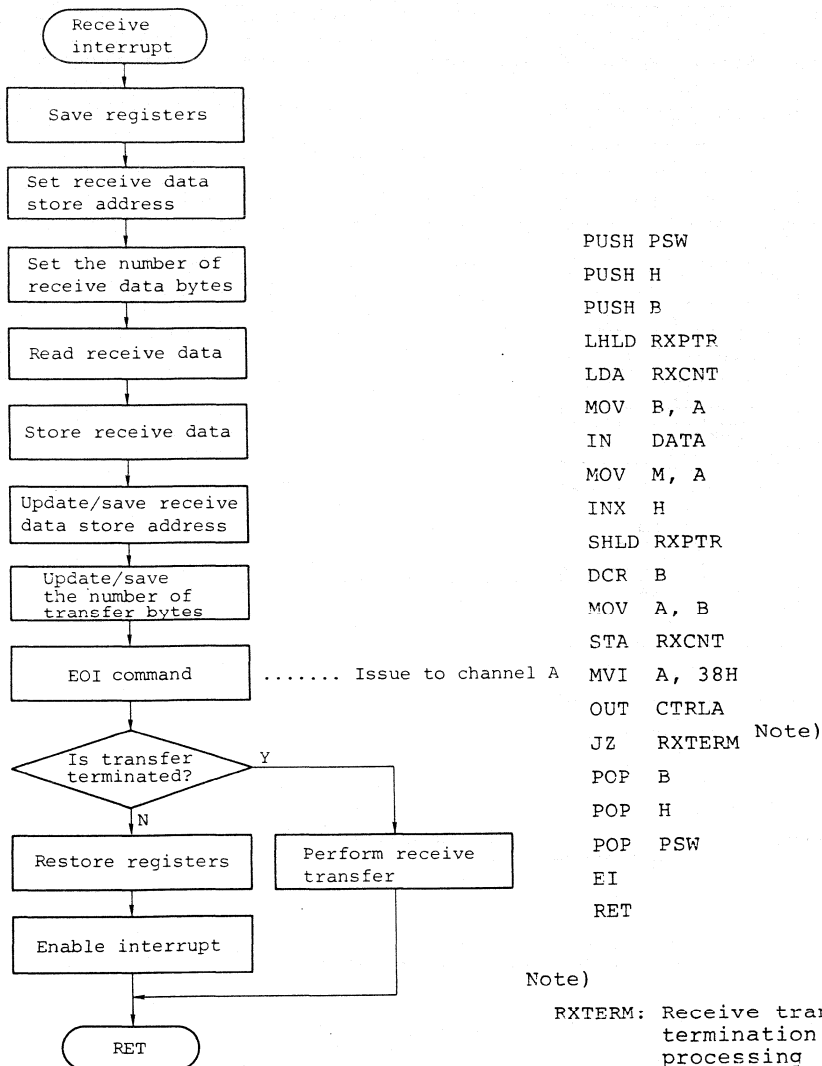 Receive
interrupt
Save registers
Set receive data
store address
Set the number of
receive data bytes
Read receive data
Store receive data
Update/save receive
data store address
Update/save
the number of
transfer bytes
EOI command ....... Issue to channel A
Is transfer
terminated?
Y
N
Restore registers
Perform receive
transfer
Enable interrupt
RET
PUSH PSW
PUSH H
PUSH B
LHLD RXPTR
LDA RXCNT
MOV B, A
IN DATA
MOV M, A
INX H
SHLD RXPTR
DCR B
MOV A, B
STA RXCNT
MVI A, 38H
OUT CTRLA
JZ RXTERM Note)
POP B
POP H
POP PSW
EI
RET
Note)
RXTERM: Receive tran
termination
processing